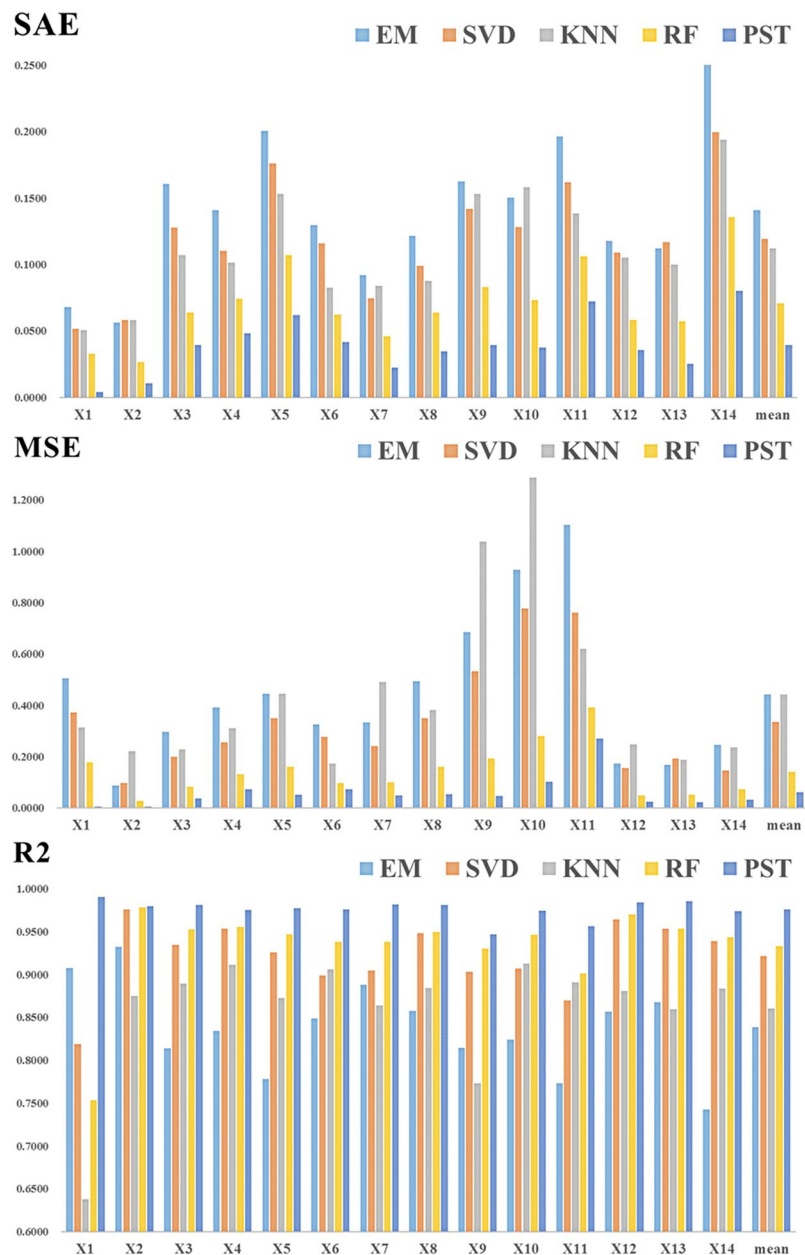 SAE
EM SVD KNN RF PST
0.2500
0.2000
0.1500
0.1000
0.0500
0.0000
X1 X2 X3 X4 X5 X6 X7 X8 X9 X10 X11 X12 X13 X14 mean
MSE
EM SVD KNN RF PST
1.2000
1.0000
0.8000
0.6000
0.4000
0.2000
0.0000
X1 X2 X3 X4 X5 X6 X7 X8 X9 X10 X11 X12 X13 X14 mean
R2
EM SVD KNN RF PST
1.0000
0.9500
0.9000
0.8500
0.8000
0.7500
0.7000
0.6500
0.6000
X1 X2 X3 X4 X5 X6 X7 X8 X9 X10 X11 X12 X13 X14 mean